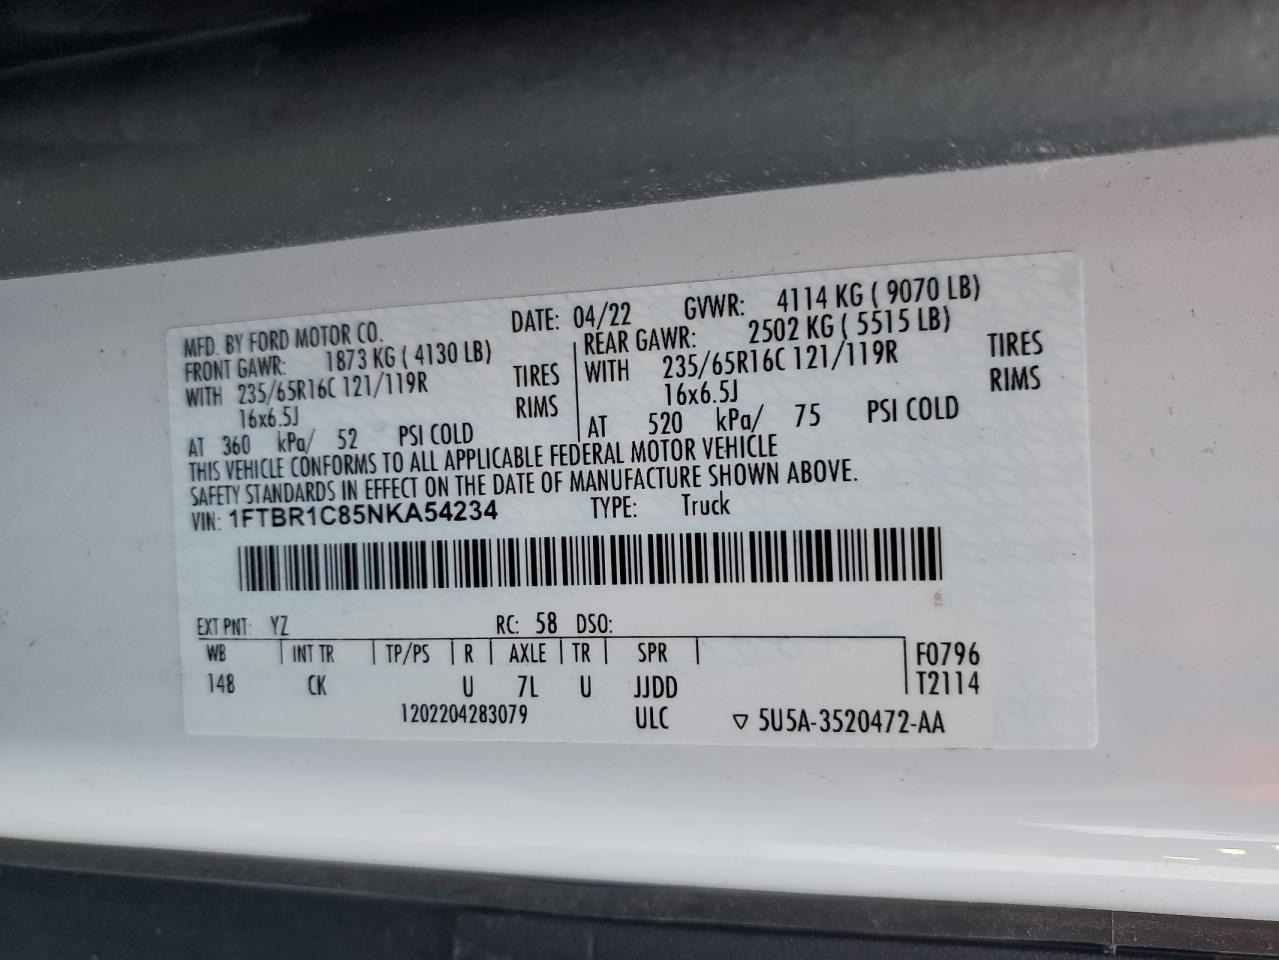 MFD. BY FORD MOTOR CO. DATE: 04/22 GVWR: 4114 KG ( 9070 LB)
FRONT GAWR: 1873 KG ( 4130 LB) REAR GAWR: 2502 KG ( 5515 LB)
WITH 235/65R16C 121/119R TIRES WITH 235/65R16C 121/119R TIRES
16x6.5J RIMS 16x6.5J RIMS
AT 360 kPa/ 52 PSI COLD AT 520 kPa/ 75 PSI COLD
THIS VEHICLE CONFORMS TO ALL APPLICABLE FEDERAL MOTOR VEHICLE
SAFETY STANDARDS IN EFFECT ON THE DATE OF MANUFACTURE SHOWN ABOVE.
VIN: 1FTBR1C85NKA54234 TYPE: Truck
EXT PNT: YZ RC: 58 DSO:
WB INT TR TP/PS R AXLE TR SPR F0796
148 CK U 7L U JJDD T2114
1202204283079 ULC ▽ 5U5A-3520472-AA